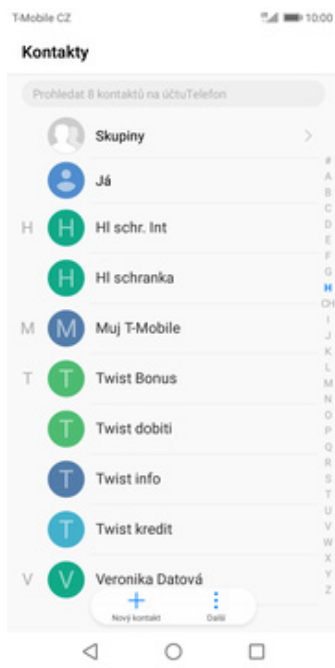 T-Mobile CZ 10:00
Kontakty
Prohledat 8 kontaktů na účtuTelefon
Skupiny
Já
H
H Hl schr. Int
H Hl schranka
M
M Muj T-Mobile
T
T Twist Bonus
T Twist dobiti
T Twist info
T Twist kredit
V
V Veronika Datová
Nový kontakt
Další
#
A
B
C
D
E
F
G
H
CH
I
J
K
L
M
N
O
P
Q
R
S
T
U
V
W
X
Y
Z